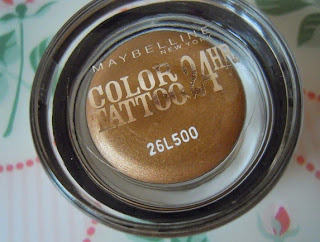 MAYBELLINE
NEW YORK
COLOR 24HR
TATTOO
26L500